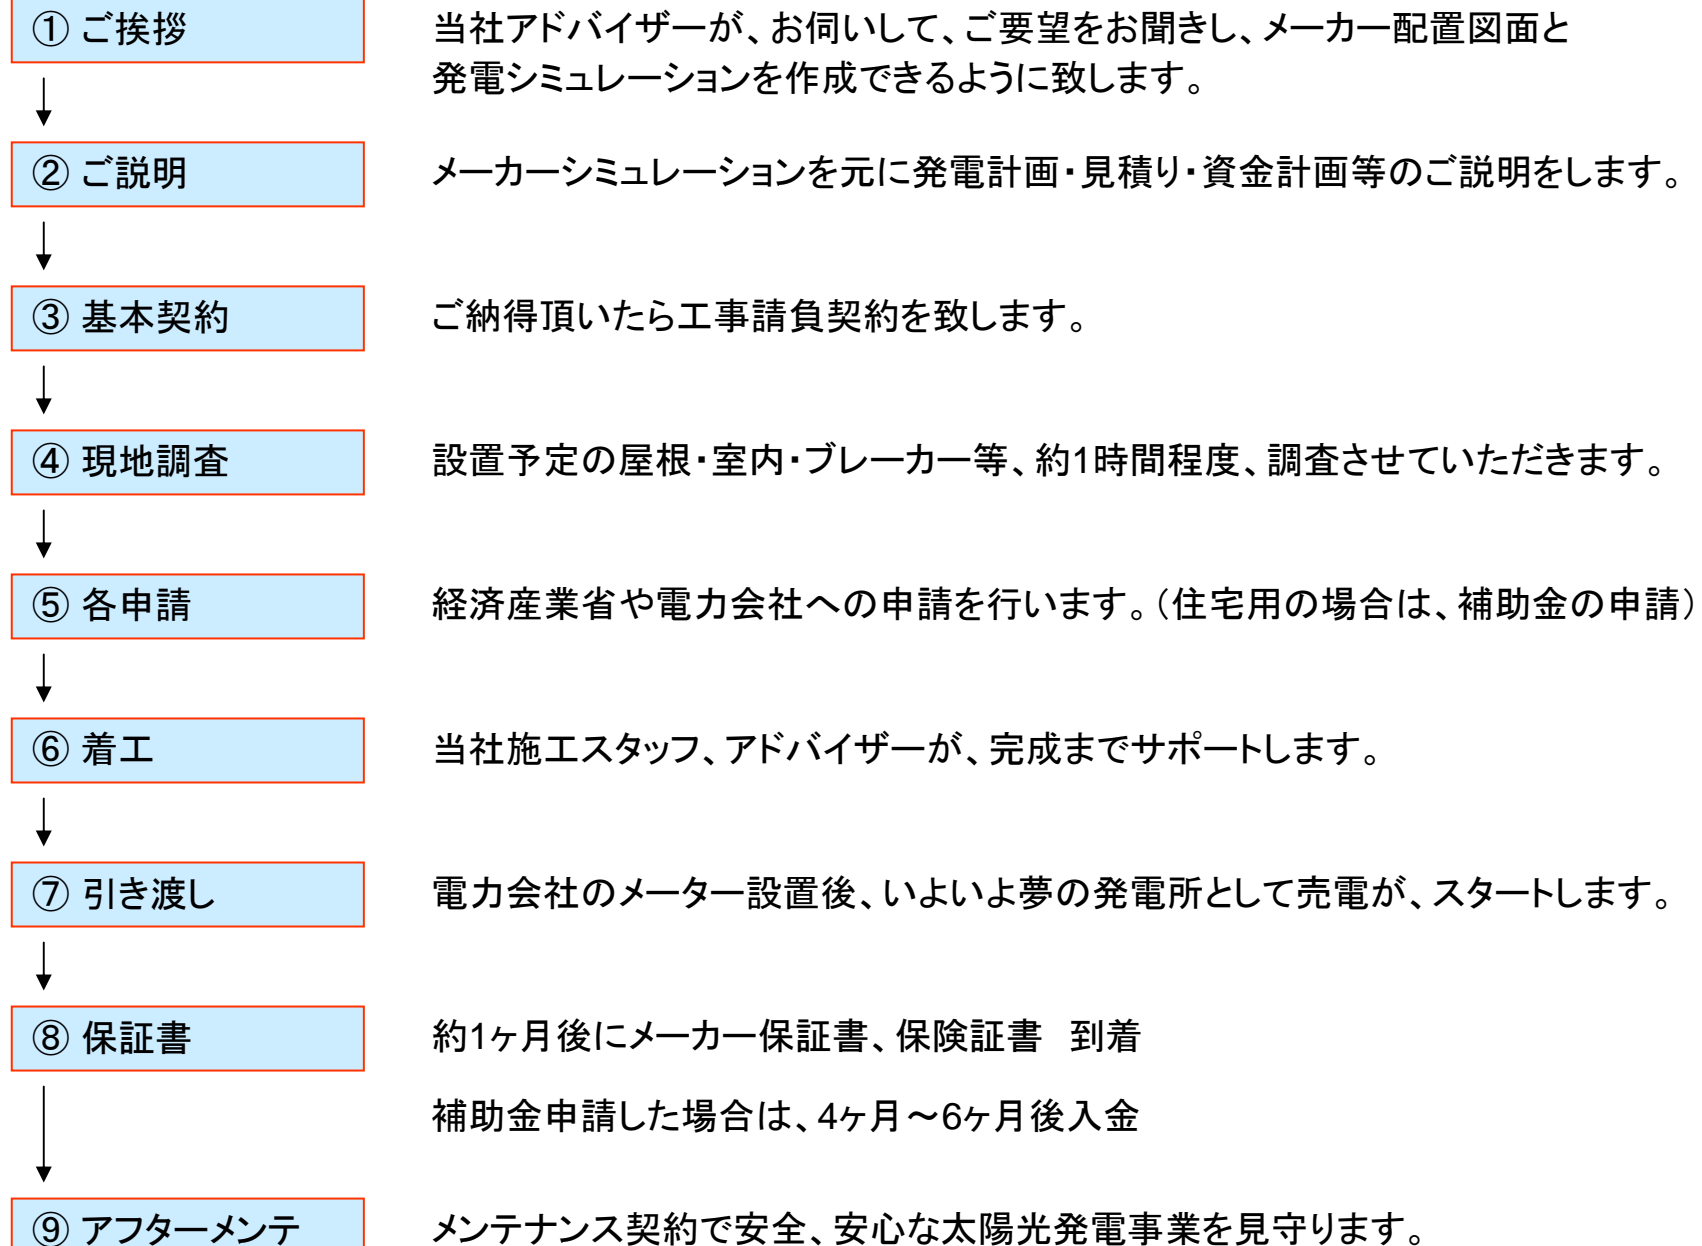 ① ご挨拶
当社アドバイザーが、お伺いして、ご要望をお聞きし、メーカー配置図面と
発電シミュレーションを作成できるように致します。
② ご説明
メーカーシミュレーションを元に発電計画・見積り・資金計画等のご説明をします。
③ 基本契約
ご納得頂いたら工事請負契約を致します。
④ 現地調査
設置予定の屋根・室内・ブレーカー等、約1時間程度、調査させていただきます。
⑤ 各申請
経済産業省や電力会社への申請を行います。（住宅用の場合は、補助金の申請）
⑥ 着工
当社施工スタッフ、アドバイザーが、完成までサポートします。
⑦ 引き渡し
電力会社のメーター設置後、いよいよ夢の発電所として売電が、スタートします。
⑧ 保証書
約1ヶ月後にメーカー保証書、保険証書　到着
補助金申請した場合は、4ヶ月～6ヶ月後入金
⑨ アフターメンテ
メンテナンス契約で安全、安心な太陽光発電事業を見守ります。